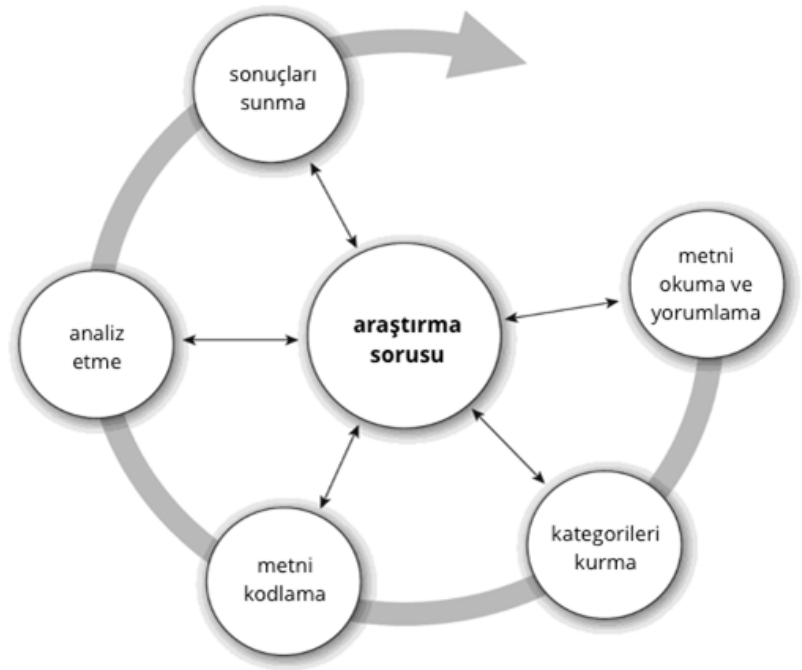 sonuçları
sunma
metni
okuma ve
yorumlama
araştırma
sorusu
analiz
etme
kategorileri
kurma
metni
kodlama